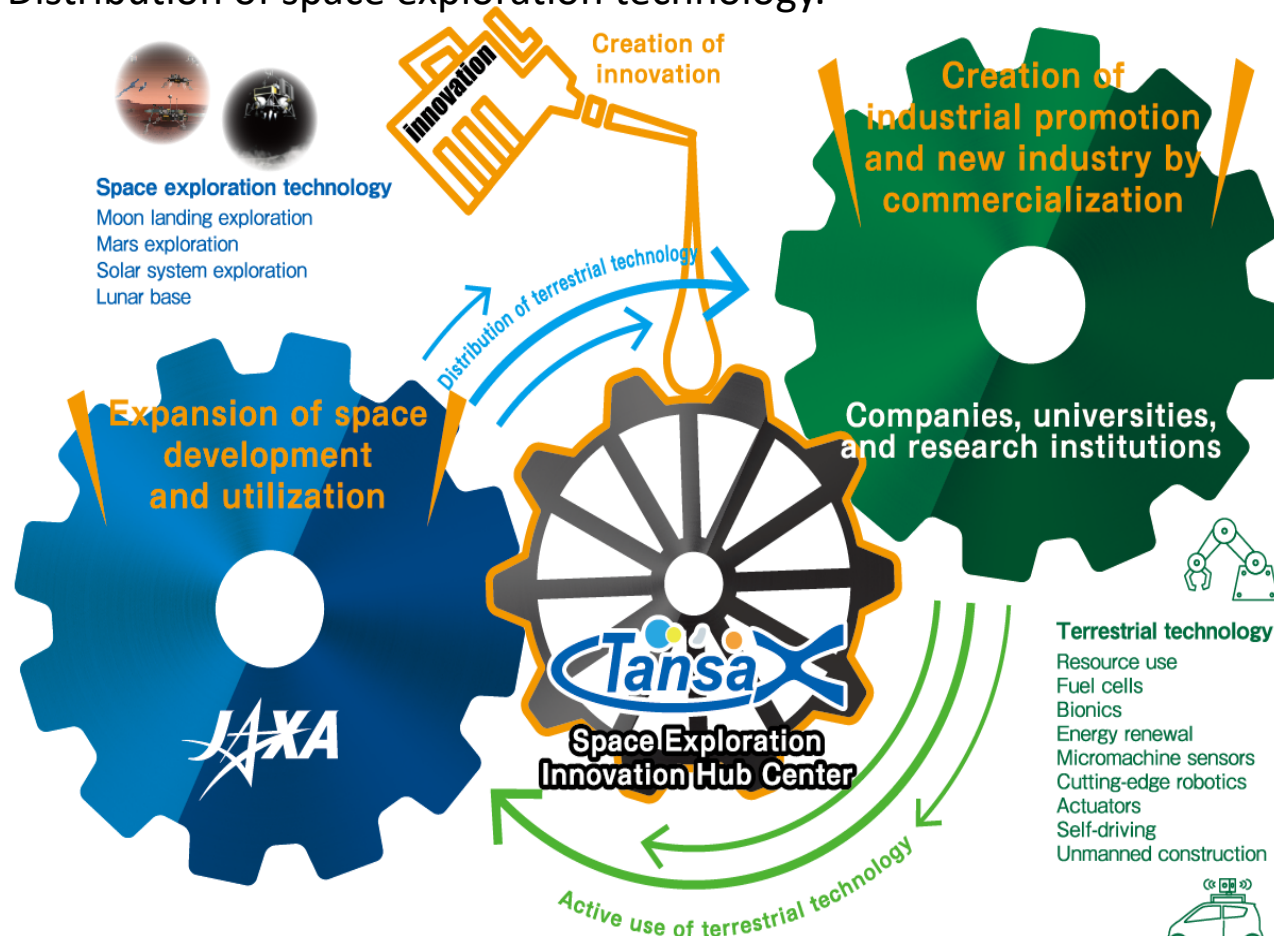 Distribution of space exploration technology.
innovation
Creation of
innovation
Creation of
industrial promotion
and new industry by
commercialization
Space exploration technology
Moon landing exploration
Mars exploration
Solar system exploration
Lunar base
Distribution of terrestrial technology
Expansion of space
development
and utilization
Companies, universities,
and research institutions
JAXA
TansaX
Space Exploration
Innovation Hub Center
Terrestrial technology
Resource use
Fuel cells
Bionics
Energy renewal
Micromachine sensors
Cutting-edge robotics
Actuators
Self-driving
Unmanned construction
Active use of terrestrial technology